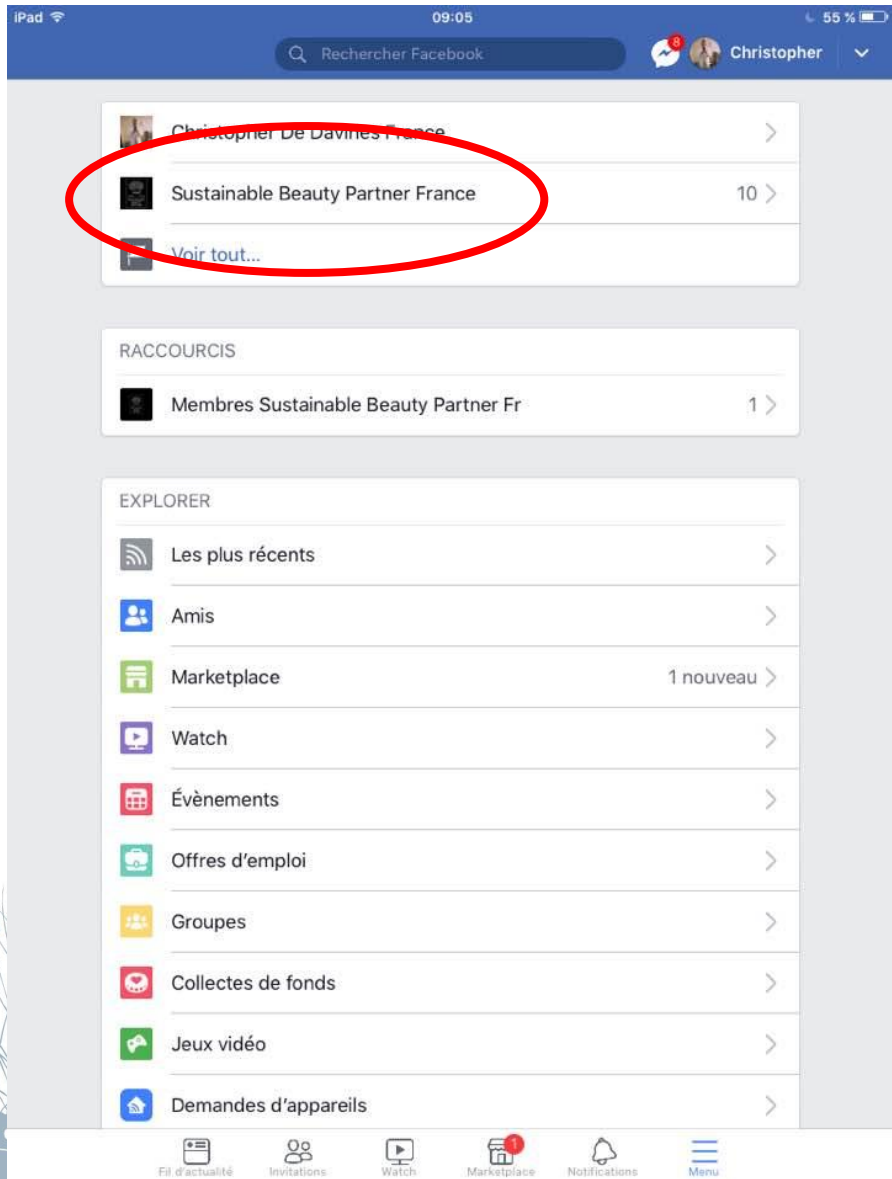 iPad 09:05 55 %
Rechercher Facebook 8 Christopher
Christopher De Davines France
Sustainable Beauty Partner France 10
Voir tout...
RACCOURCIS
Membres Sustainable Beauty Partner Fr 1
EXPLORER
Les plus récents
Amis
Marketplace 1 nouveau
Watch
Évènements
Offres d'emploi
Groupes
Collectes de fonds
Jeux vidéo
Demandes d'appareils
1
Fil d'actualité Invitations Watch Marketplace Notifications Menu